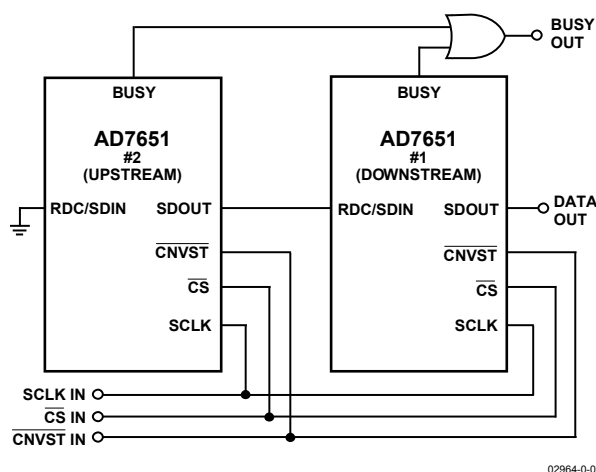 BUSY
OUT
BUSY
AD7651
#2
(UPSTREAM)
RDC/SDIN
SDOUT
CNVST
CS
SCLK
BUSY
AD7651
#1
(DOWNSTREAM)
RDC/SDIN
SDOUT
CNVST
CS
SCLK
DATA
OUT
SCLK IN
CS IN
CNVST IN